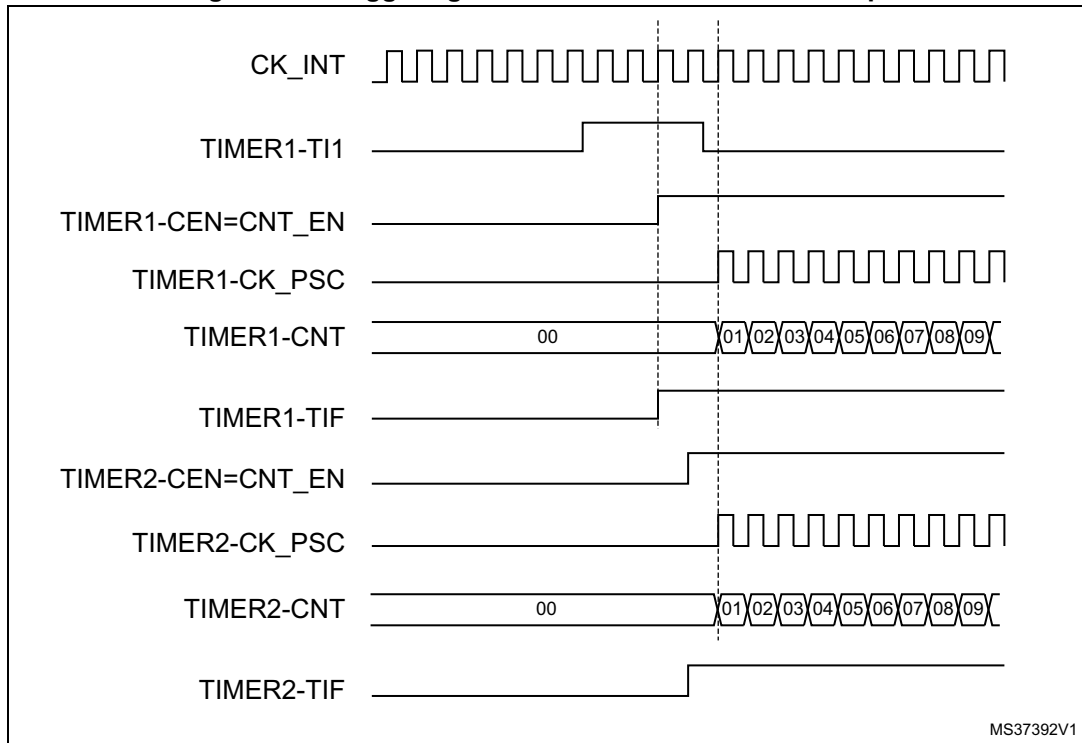 CK_INT
TIMER1-TI1
TIMER1-CEN=CNT_EN
TIMER1-CK_PSC
TIMER1-CNT 00 01 02 03 04 05 06 07 08 09
TIMER1-TIF
TIMER2-CEN=CNT_EN
TIMER2-CK_PSC
TIMER2-CNT 00 01 02 03 04 05 06 07 08 09
TIMER2-TIF
MS37392V1